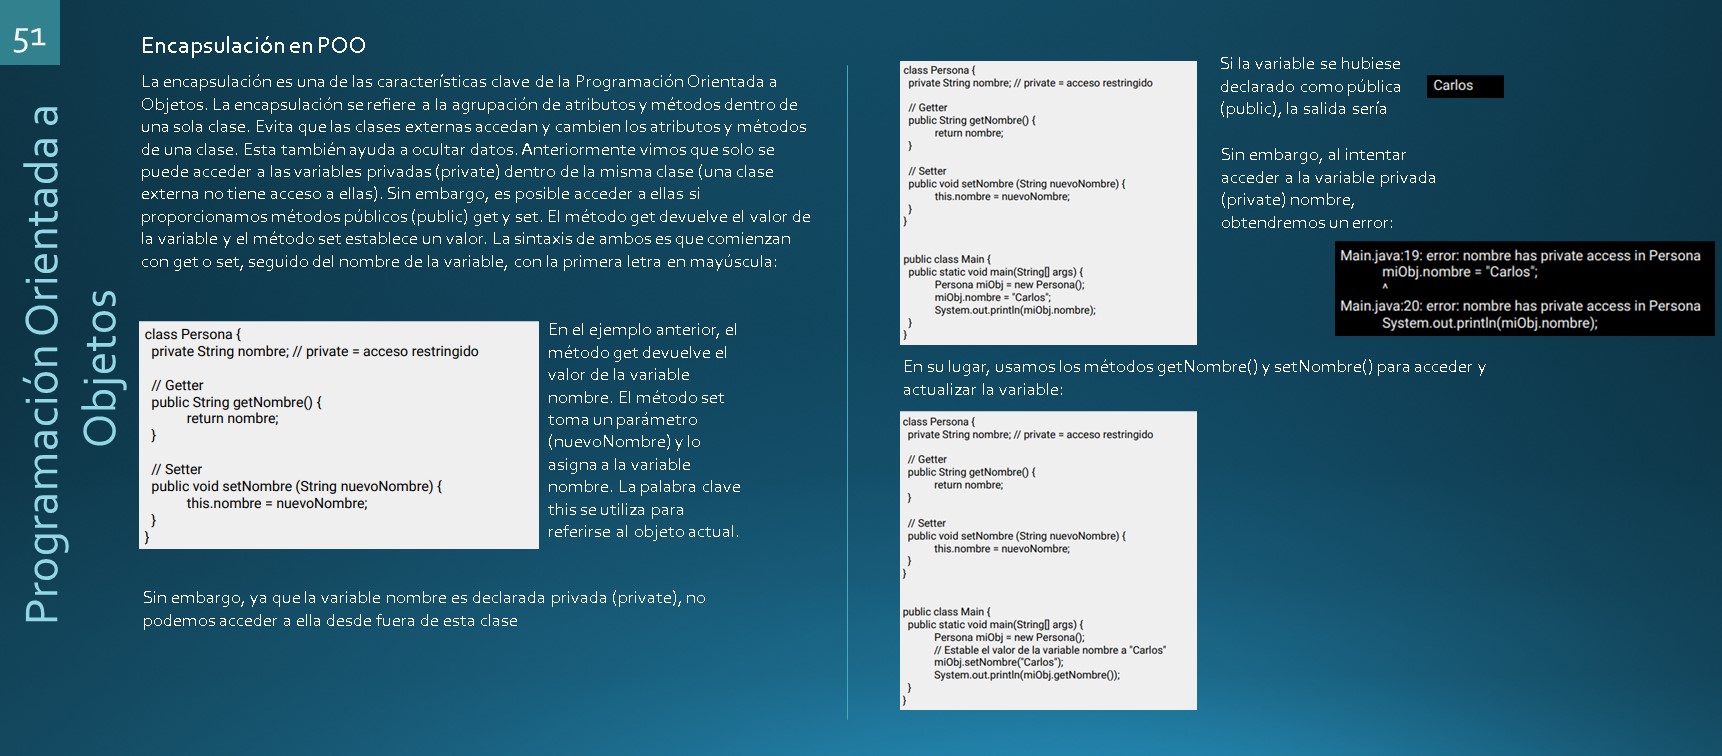 51
Programación Orientada a
Objetos
Encapsulación en POO
La encapsulación es una de las características clave de la Programación Orientada a
Objetos. La encapsulación se refiere a la agrupación de atributos y métodos dentro de
una sola clase. Evita que las clases externas accedan y cambien los atributos y métodos
de una clase. Esta también ayuda a ocultar datos. Anteriormente vimos que solo se
puede acceder a las variables privadas (private) dentro de la misma clase (una clase
externa no tiene acceso a ellas). Sin embargo, es posible acceder a ellas si
proporcionamos métodos públicos (public) get y set. El método get devuelve el valor de
la variable y el método set establece un valor. La sintaxis de ambos es que comienzan
con get o set, seguido del nombre de la variable, con la primera letra en mayúscula:
class Persona {
private String nombre; // private = acceso restringido
// Getter
public String getNombre() {
return nombre;
}
// Setter
public void setNombre (String nuevoNombre) {
this.nombre = nuevoNombre;
}
}
En el ejemplo anterior, el
método get devuelve el
valor de la variable
nombre. El método set
toma un parámetro
(nuevoNombre) y lo
asigna a la variable
nombre. La palabra clave
this se utiliza para
referirse al objeto actual.
Sin embargo, ya que la variable nombre es declarada privada (private), no
podemos acceder a ella desde fuera de esta clase
class Persona {
private String nombre; // private = acceso restringido
// Getter
public String getNombre() {
return nombre;
}
// Setter
public void setNombre (String nuevoNombre) {
this.nombre = nuevoNombre;
}
}
public class Main {
public static void main(String[] args) {
Persona miObj = new Persona();
miObj.nombre = "Carlos";
System.out.println(miObj.nombre);
}
}
Si la variable se hubiese
declarado como pública
(public), la salida sería
Carlos
Sin embargo, al intentar
acceder a la variable privada
(private) nombre,
obtendremos un error:
Main.java:19: error: nombre has private access in Persona
miObj.nombre = "Carlos";
^
Main.java:20: error: nombre has private access in Persona
System.out.println(miObj.nombre);
En su lugar, usamos los métodos getNombre() y setNombre() para acceder y
actualizar la variable:
class Persona {
private String nombre; // private = acceso restringido
// Getter
public String getNombre() {
return nombre;
}
// Setter
public void setNombre (String nuevoNombre) {
this.nombre = nuevoNombre;
}
}
public class Main {
public static void main(String[] args) {
Persona miObj = new Persona();
// Estable el valor de la variable nombre a "Carlos"
miObj.setNombre("Carlos");
System.out.println(miObj.getNombre());
}
}